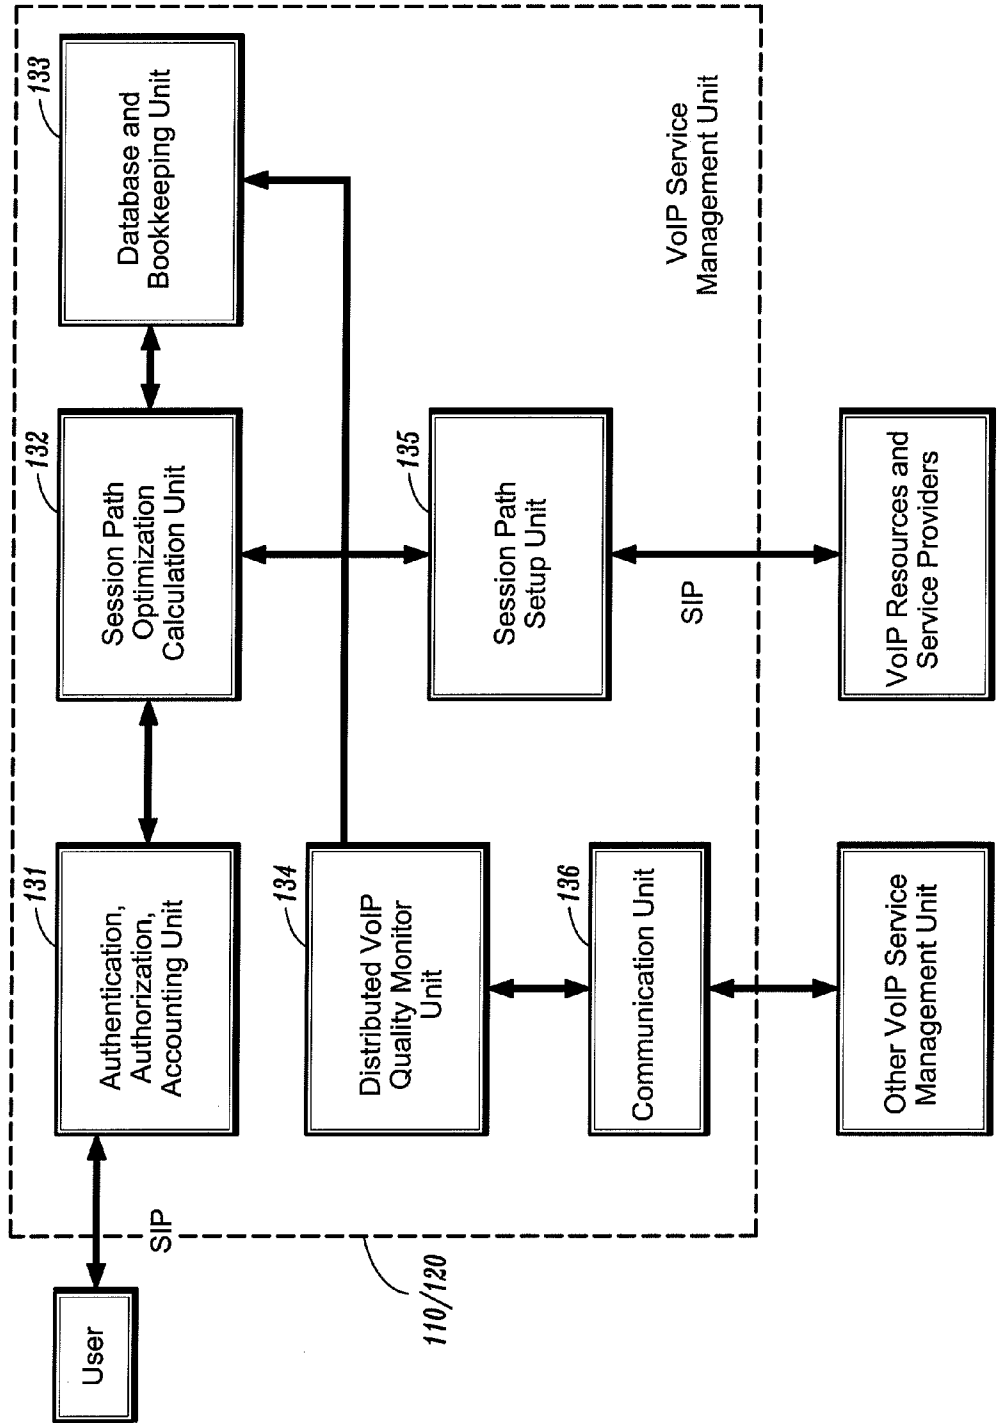 User
SIP
110/120
131
Authentication,
Authorization,
Accounting Unit
132
Session Path
Optimization
Calculation Unit
133
Database and
Bookkeeping Unit
134
Distributed VoIP
Quality Monitor
Unit
135
Session Path
Setup Unit
136
Communication Unit
SIP
VoIP Service
Management Unit
Other VoIP Service
Management Unit
VoIP Resources and
Service Providers